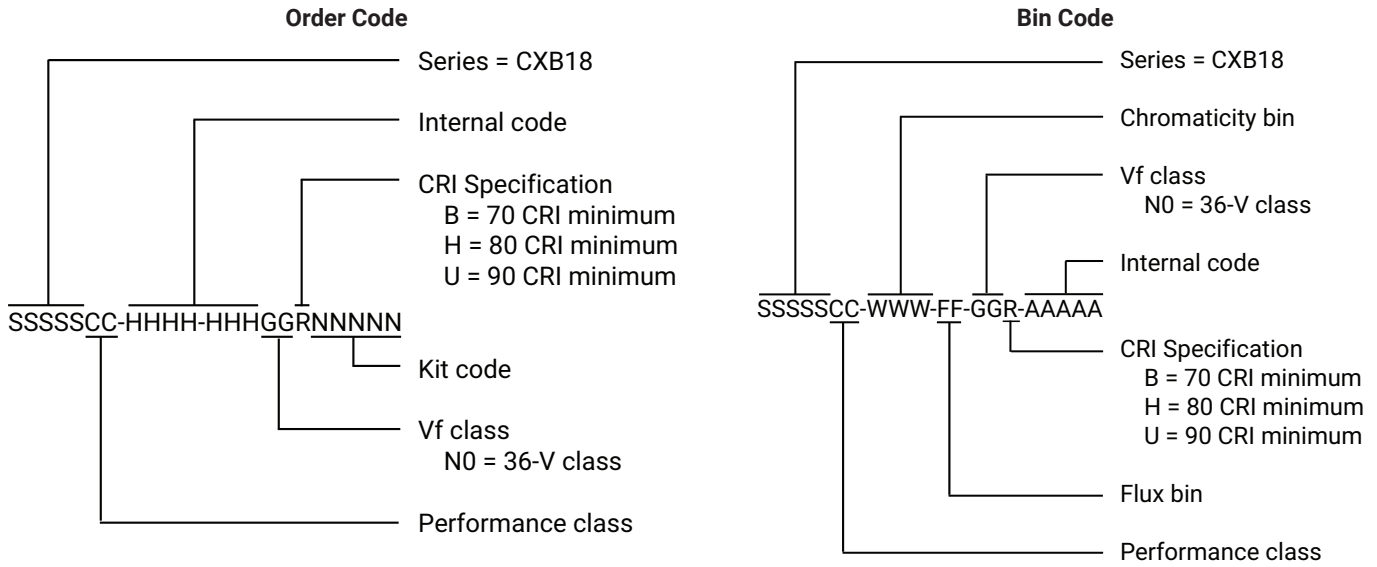 Order Code
Series = CXB18
Internal code
CRI Specification
B = 70 CRI minimum
H = 80 CRI minimum
U = 90 CRI minimum
SSSSSCC-HHHH-HHHGGRNNNNN
Kit code
Vf class
N0 = 36-V class
Performance class
Bin Code
Series = CXB18
Chromaticity bin
Vf class
N0 = 36-V class
Internal code
SSSSSCC-WWW-FF-GGR-AAAAA
CRI Specification
B = 70 CRI minimum
H = 80 CRI minimum
U = 90 CRI minimum
Flux bin
Performance class